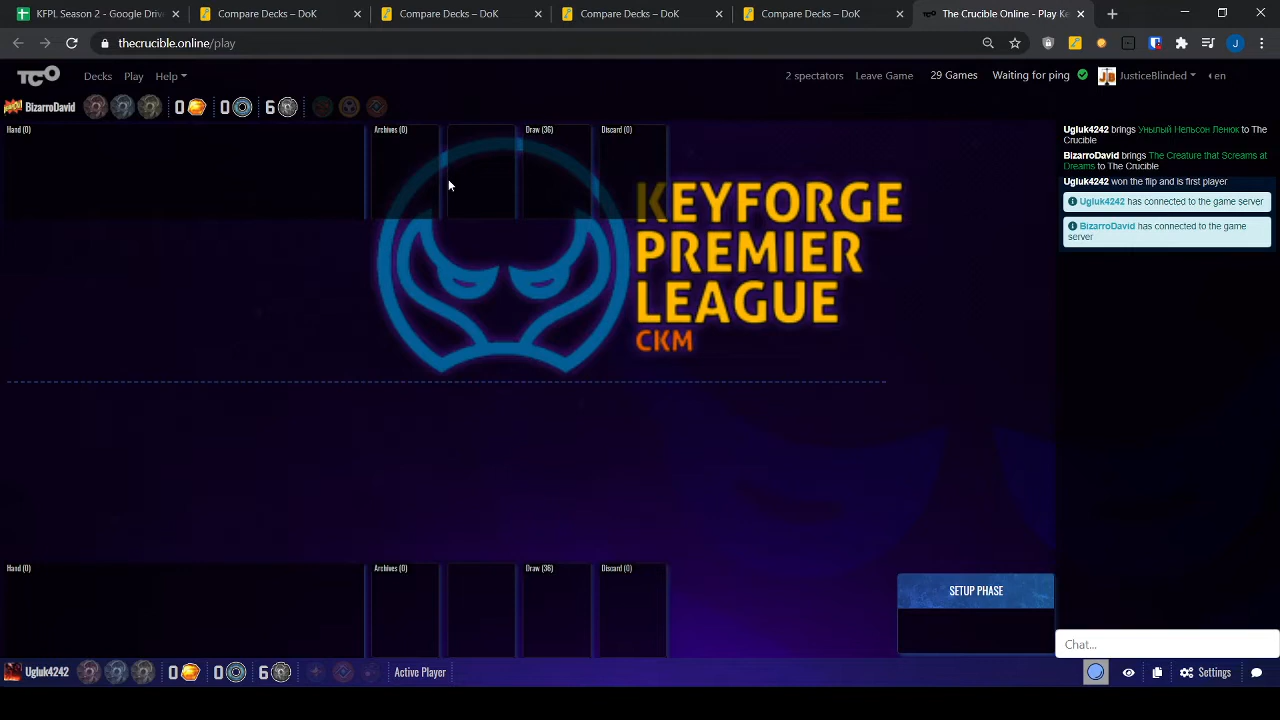 KFPL Season 2 - Google Driv
Compare Decks – DoK
Compare Decks – DoK
Compare Decks – DoK
Compare Decks – DoK
The Crucible Online - Play Ke
thecrucible.online/play
J
TCO
Decks
Play
Help
2 spectators
Leave Game
29 Games
Waiting for ping
JusticeBlinded
en
BizarroDavid
0
0
6
Hand (0)
Archives (0)
Draw (36)
Discard (0)
KEYFORGE
PREMIER
LEAGUE
CKM
Ugluk4242 brings Унылый Нельсон Пенюк to The
Crucible
BizarroDavid brings The Creature that Screams at
Dreams to The Crucible
Ugluk4242 won the flip and is first player
Ugluk4242 has connected to the game server
BizarroDavid has connected to the game
server
Hand (0)
Archives (0)
Draw (36)
Discard (0)
SETUP PHASE
Chat...
Ugluk4242
0
0
6
Active Player
Settings